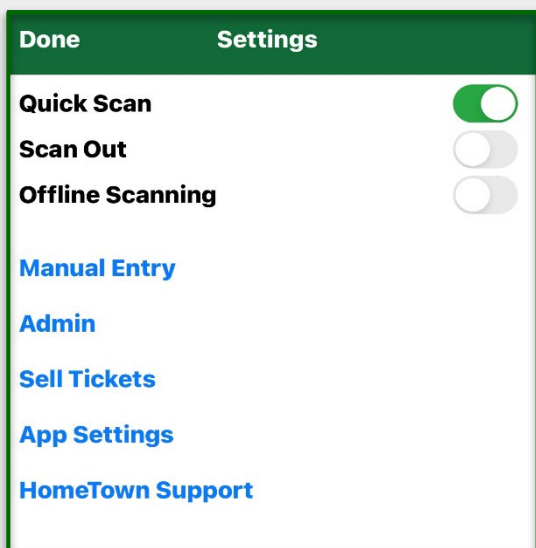 Done Settings
Quick Scan
Scan Out
Offline Scanning
Manual Entry
Admin
Sell Tickets
App Settings
HomeTown Support